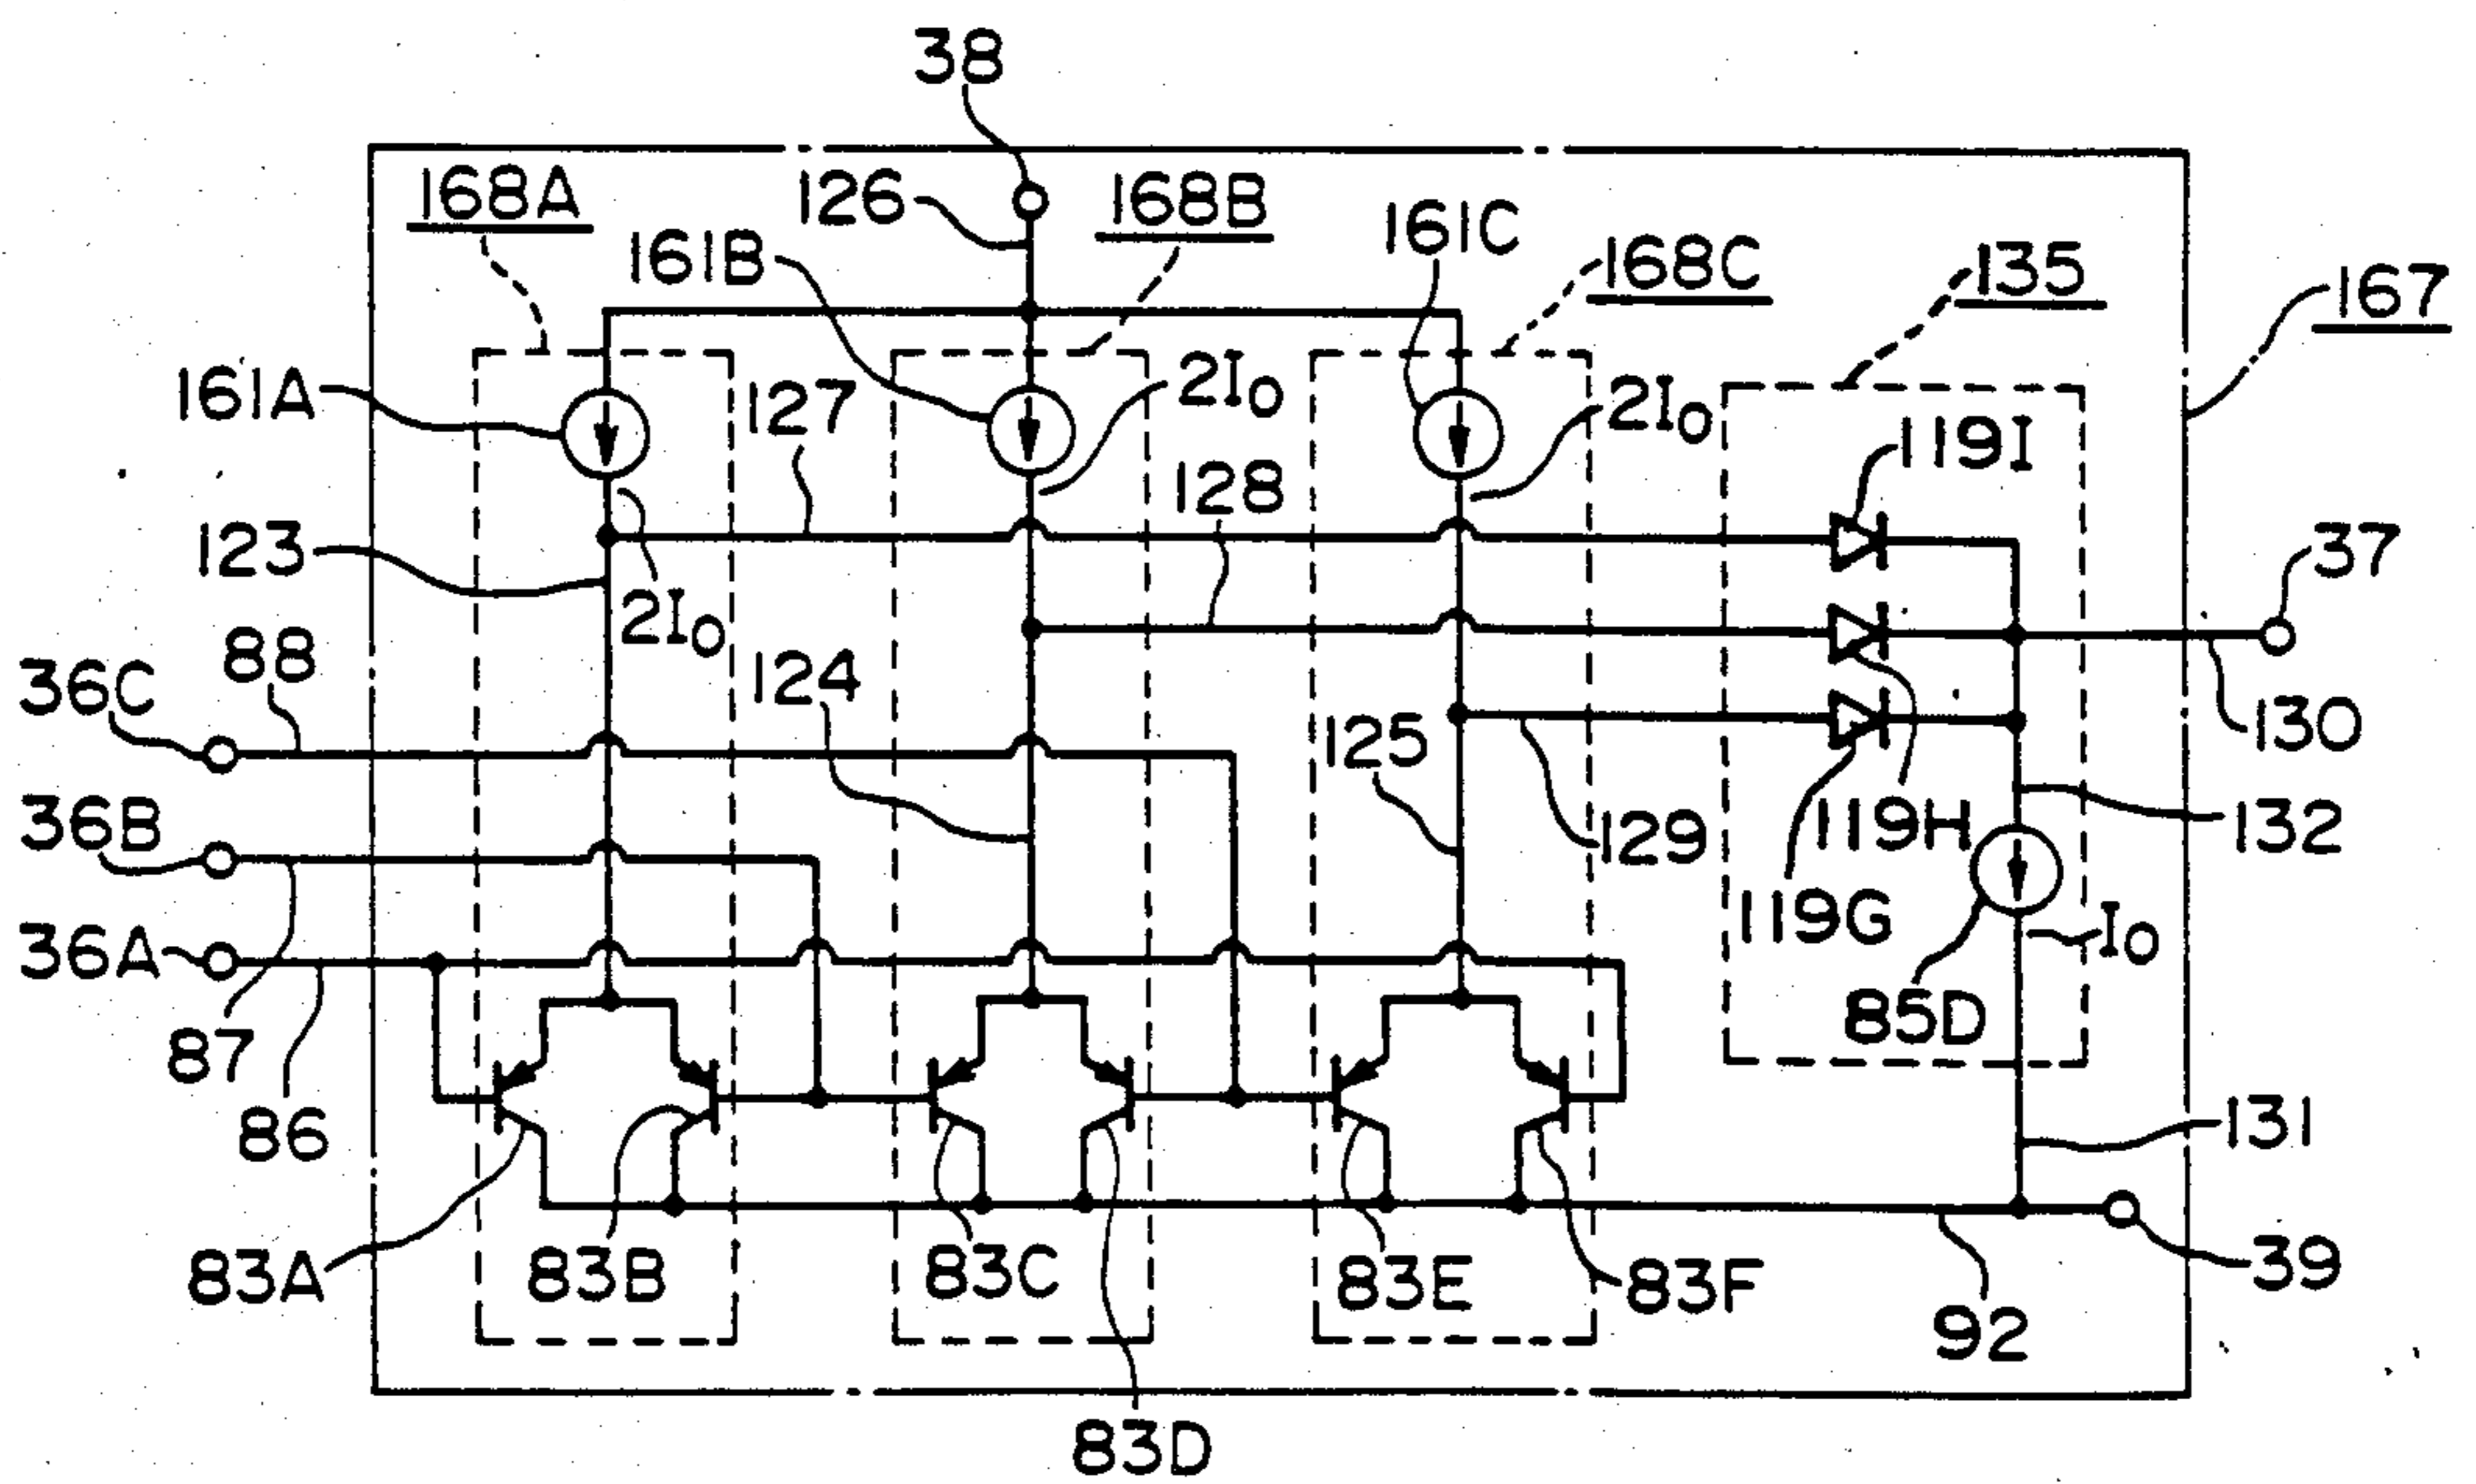 38
168A
126
168B
161B
161C
168C
135
167
161A
127
2I₀
2I₀
119I
128
123
37
2I₀
88
36C
124
125
130
36B
129
119H
132
36A
119G
I₀
87
85D
86
131
83A
83B
83C
83E
83F
39
92
83D